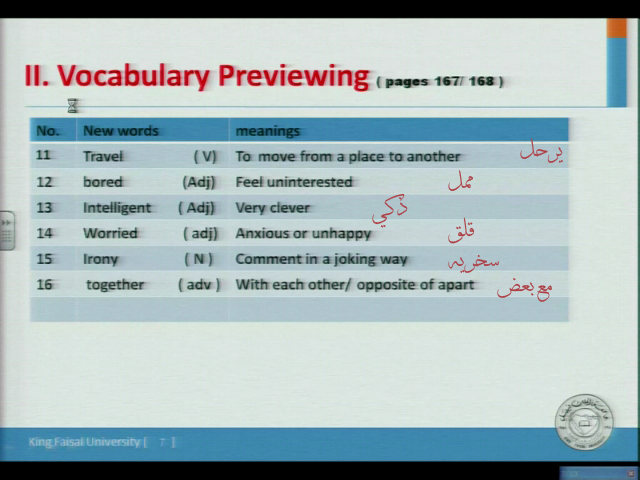 II. Vocabulary Previewing ( pages 167/ 168 )
No. New words meanings
11 Travel ( V) To move from a place to another يرحل
12 bored (Adj) Feel uninterested ممل
13 Intelligent ( Adj) Very clever ذكي
14 Worried ( adj) Anxious or unhappy قلق
15 Irony ( N ) Comment in a joking way سخريه
16 together ( adv ) With each other/ opposite of apart مع بعض
King Faisal University [ 7 ]